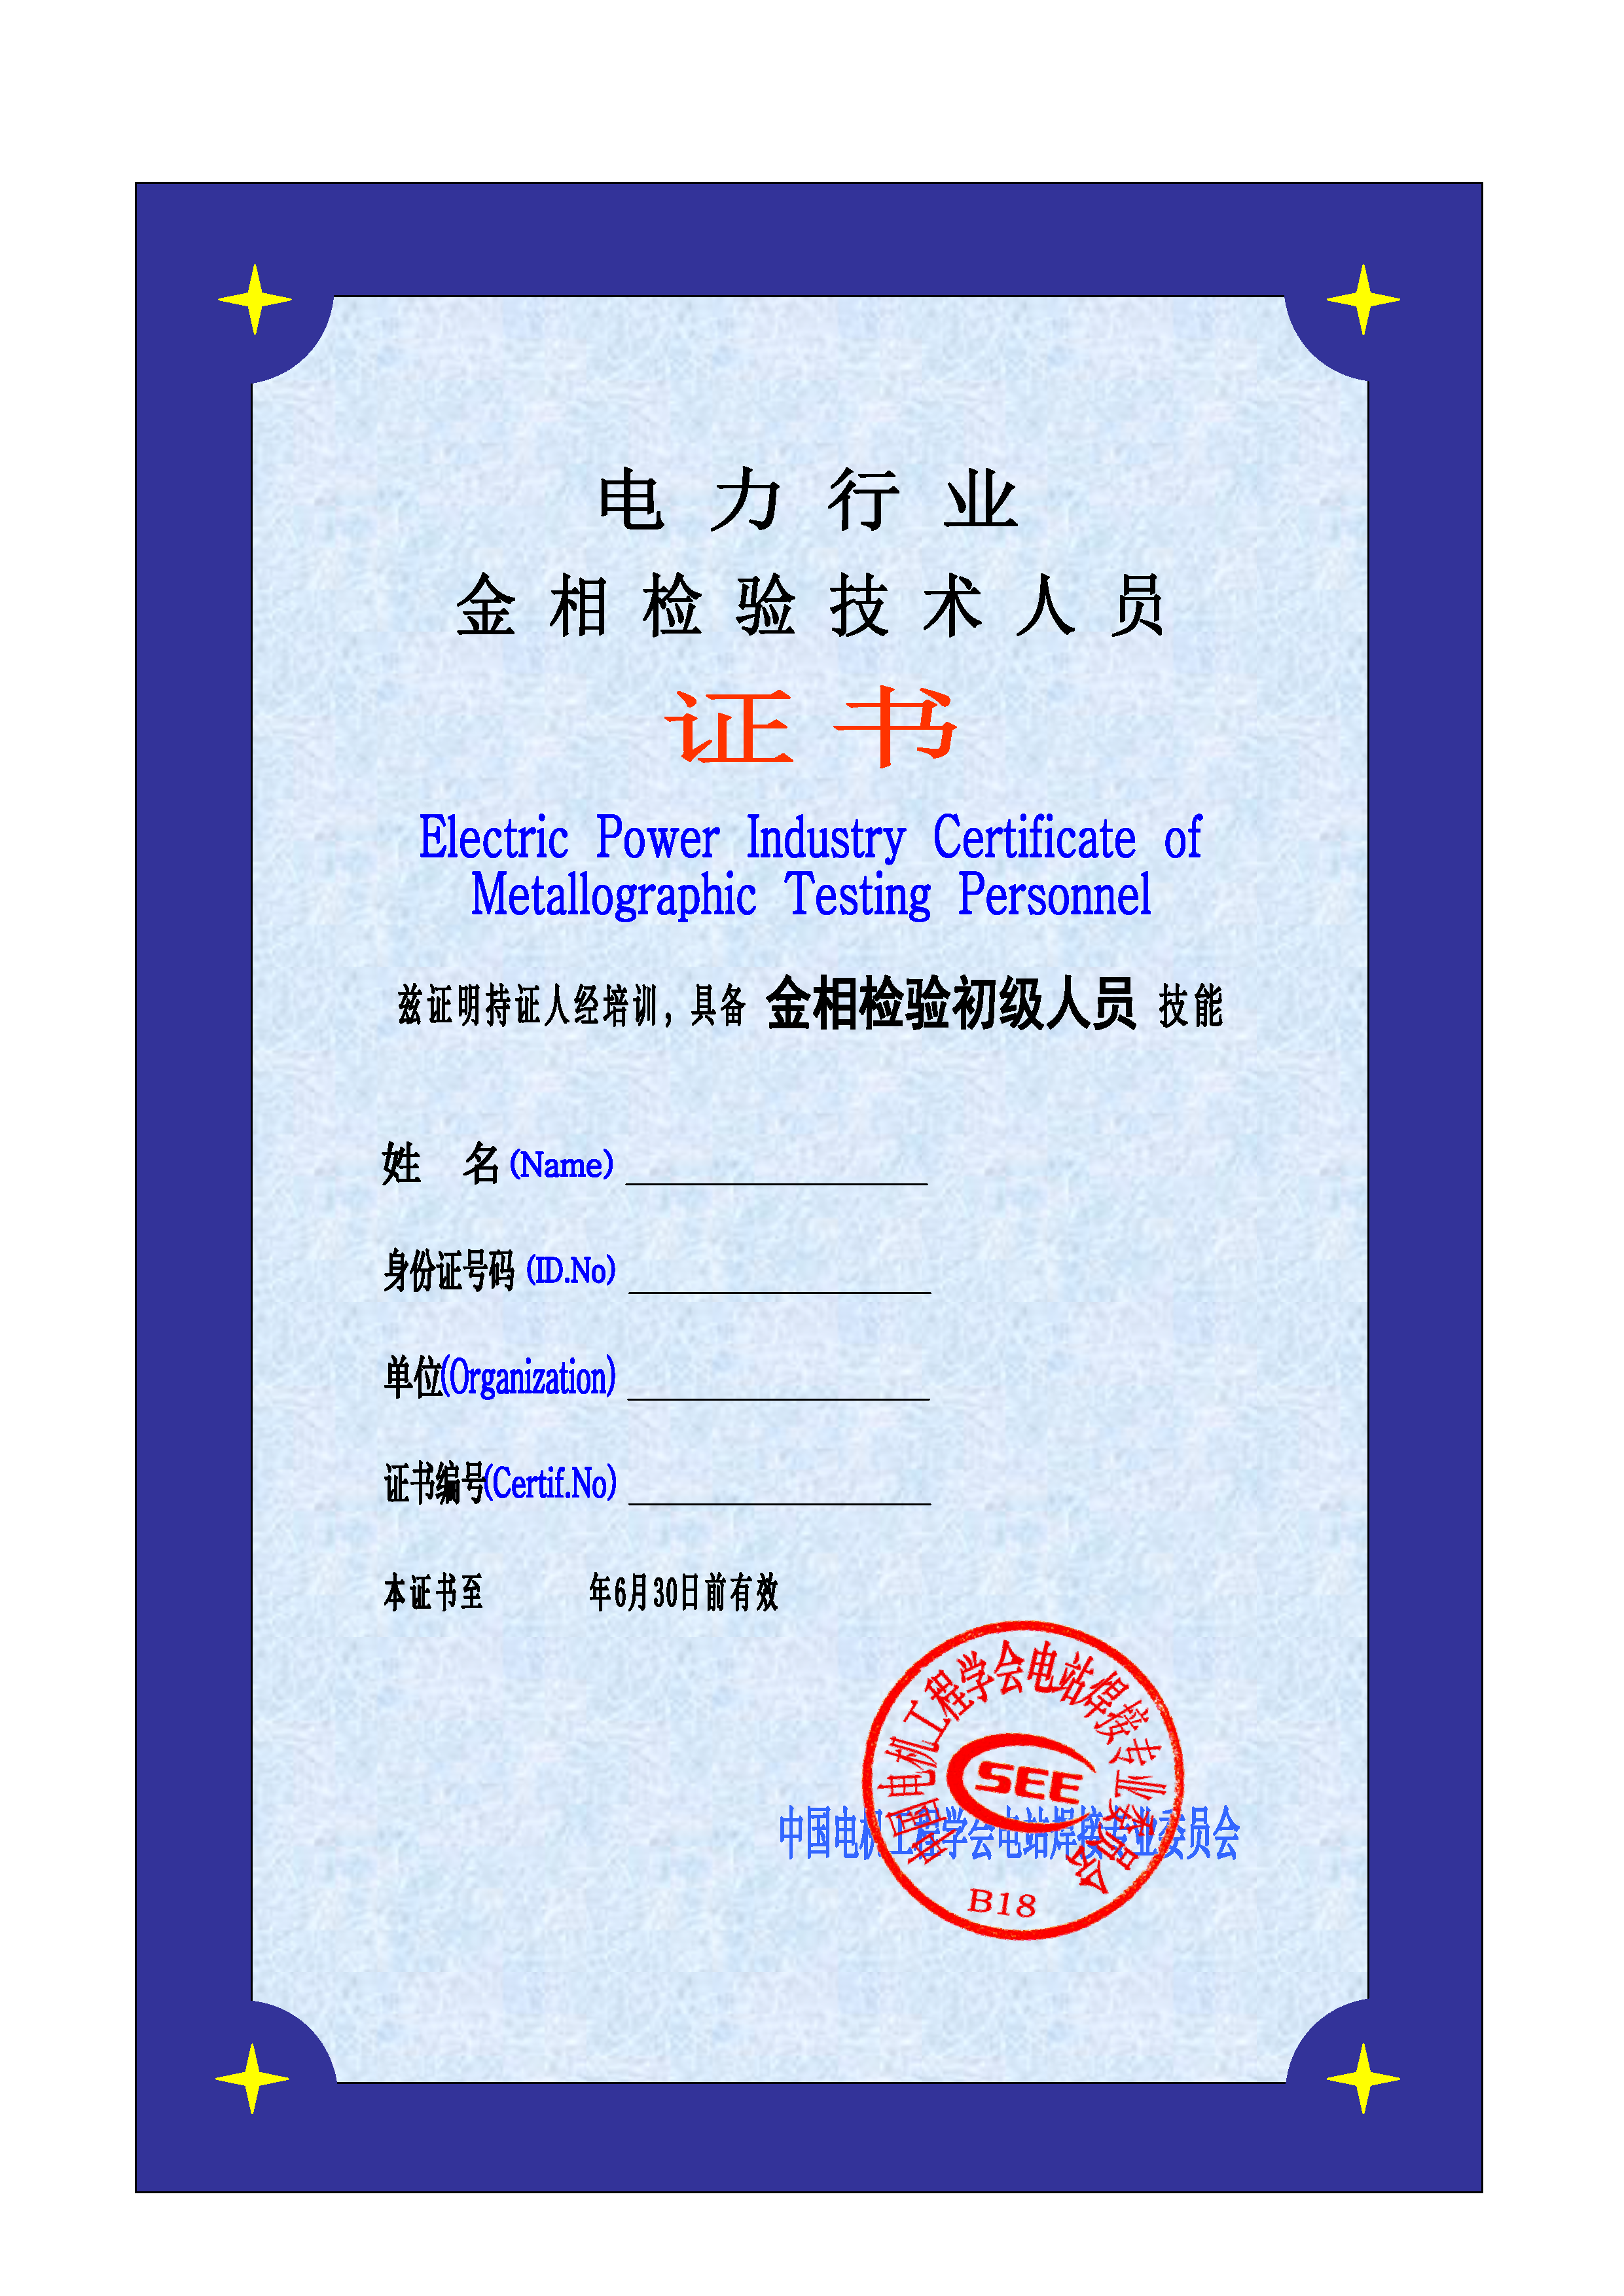 电力行业
金相检验技术人员
证书
Electric Power Industry Certificate of
Metallographic Testing Personnel
兹证明持证人经培训，具备 金相检验初级人员 技能
姓 名 (Name)
身份证号码 (ID.No)
单位(Organization)
证书编号(Certif.No)
本证书至 年6月30日前有效
中国电机工程学会电站焊接专业委员会
SEE
中国电机工程学会电站焊接专业委员会
B18